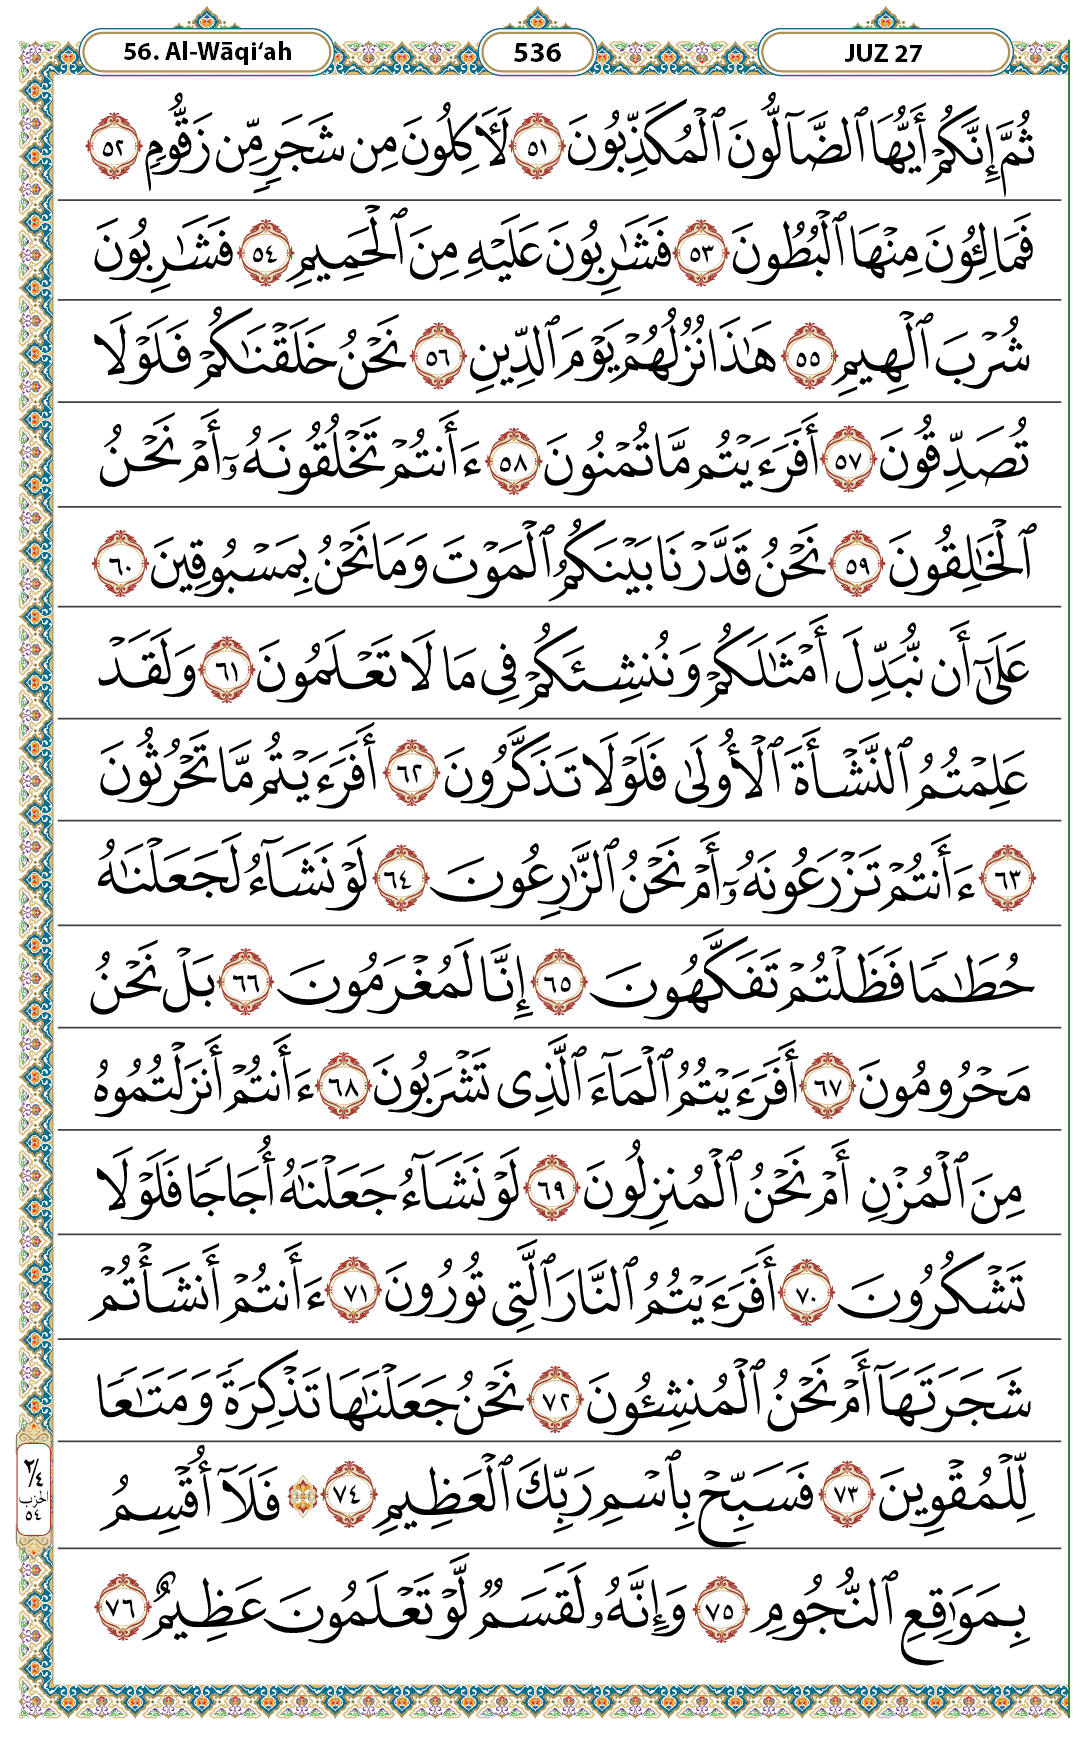 56. Al-Wāqi‘ah 536 JUZ 27
ثُمَّ إِنَّكُمۡ أَيُّهَا ٱلضَّآلُّونَ ٱلۡمُكَذِّبُونَ ٥١ لَأٓكِلُونَ مِن شَجَرٖ مِّن زَقُّومٖ ٥٢
فَمَالِـُٔونَ مِنۡهَا ٱلۡبُطُونَ ٥٣ فَشَٰرِبُونَ عَلَيۡهِ مِنَ ٱلۡحَمِيمِ ٥٤ فَشَٰرِبُونَ
شُرۡبَ ٱلۡهِيمِ ٥٥ هَٰذَا نُزُلُهُمۡ يَوۡمَ ٱلدِّينِ ٥٦ نَحۡنُ خَلَقۡنَٰكُمۡ فَلَوۡلَا
تُصَدِّقُونَ ٥٧ أَفَرَءَيۡتُم مَّا تُمۡنُونَ ٥٨ ءَأَنتُمۡ تَخۡلُقُونَهُۥٓ أَمۡ نَحۡنُ
ٱلۡخَٰلِقُونَ ٥٩ نَحۡنُ قَدَّرۡنَا بَيۡنَكُمُ ٱلۡمَوۡتَ وَمَا نَحۡنُ بِمَسۡبُوقِينَ ٦٠
عَلَىٰٓ أَن نُّبَدِّلَ أَمۡثَٰلَكُمۡ وَنُنشِئَكُمۡ فِي مَا لَا تَعۡلَمُونَ ٦١ وَلَقَدۡ
عَلِمۡتُمُ ٱلنَّشۡأَةَ ٱلۡأُولَىٰ فَلَوۡلَا تَذَكَّرُونَ ٦٢ أَفَرَءَيۡتُم مَّا تَحۡرُثُونَ
٦٣ ءَأَنتُمۡ تَزۡرَعُونَهُۥٓ أَمۡ نَحۡنُ ٱلزَّٰرِعُونَ ٦٤ لَوۡ نَشَآءُ لَجَعَلۡنَٰهُ
حُطَٰمٗا فَظَلۡتُمۡ تَفَكَّهُونَ ٦٥ إِنَّا لَمُغۡرَمُونَ ٦٦ بَلۡ نَحۡنُ
مَحۡرُومُونَ ٦٧ أَفَرَءَيۡتُمُ ٱلۡمَآءَ ٱلَّذِي تَشۡرَبُونَ ٦٨ ءَأَنتُمۡ أَنزَلۡتُمُوهُ
مِنَ ٱلۡمُزۡنِ أَمۡ نَحۡنُ ٱلۡمُنزِلُونَ ٦٩ لَوۡ نَشَآءُ جَعَلۡنَٰهُ أُجَاجٗا فَلَوۡلَا
تَشۡكُرُونَ ٧٠ أَفَرَءَيۡتُمُ ٱلنَّارَ ٱلَّتِي تُورُونَ ٧١ ءَأَنتُمۡ أَنشَأۡتُمۡ
شَجَرَتَهَآ أَمۡ نَحۡنُ ٱلۡمُنشِـُٔونَ ٧٢ نَحۡنُ جَعَلۡنَٰهَا تَذۡكِرَةٗ وَمَتَٰعٗا
لِّلۡمُقۡوِينَ ٧٣ فَسَبِّحۡ بِٱسۡمِ رَبِّكَ ٱلۡعَظِيمِ ٧٤ ۞ فَلَآ أُقۡسِمُ
بِمَوَٰقِعِ ٱلنُّجُومِ ٧٥ وَإِنَّهُۥ لَقَسَمٞ لَّوۡ تَعۡلَمُونَ عَظِيمٌ ٧٦
٢/٤
الحزب
٥٤